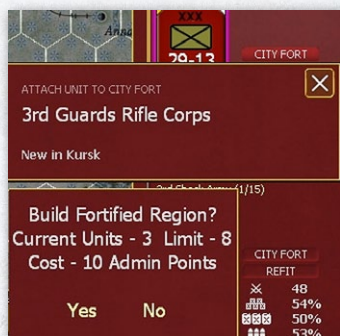 Anna
XXX
29-13
CITY FORT
ATTACH UNIT TO CITY FORT
3rd Guards Rifle Corps
New in Kursk
3rd Shock Army (1/15)
Build Fortified Region?
Current Units - 3 Limit - 8
Cost - 10 Admin Points
Yes No
CITY FORT
REFIT
48
54%
50%
53%